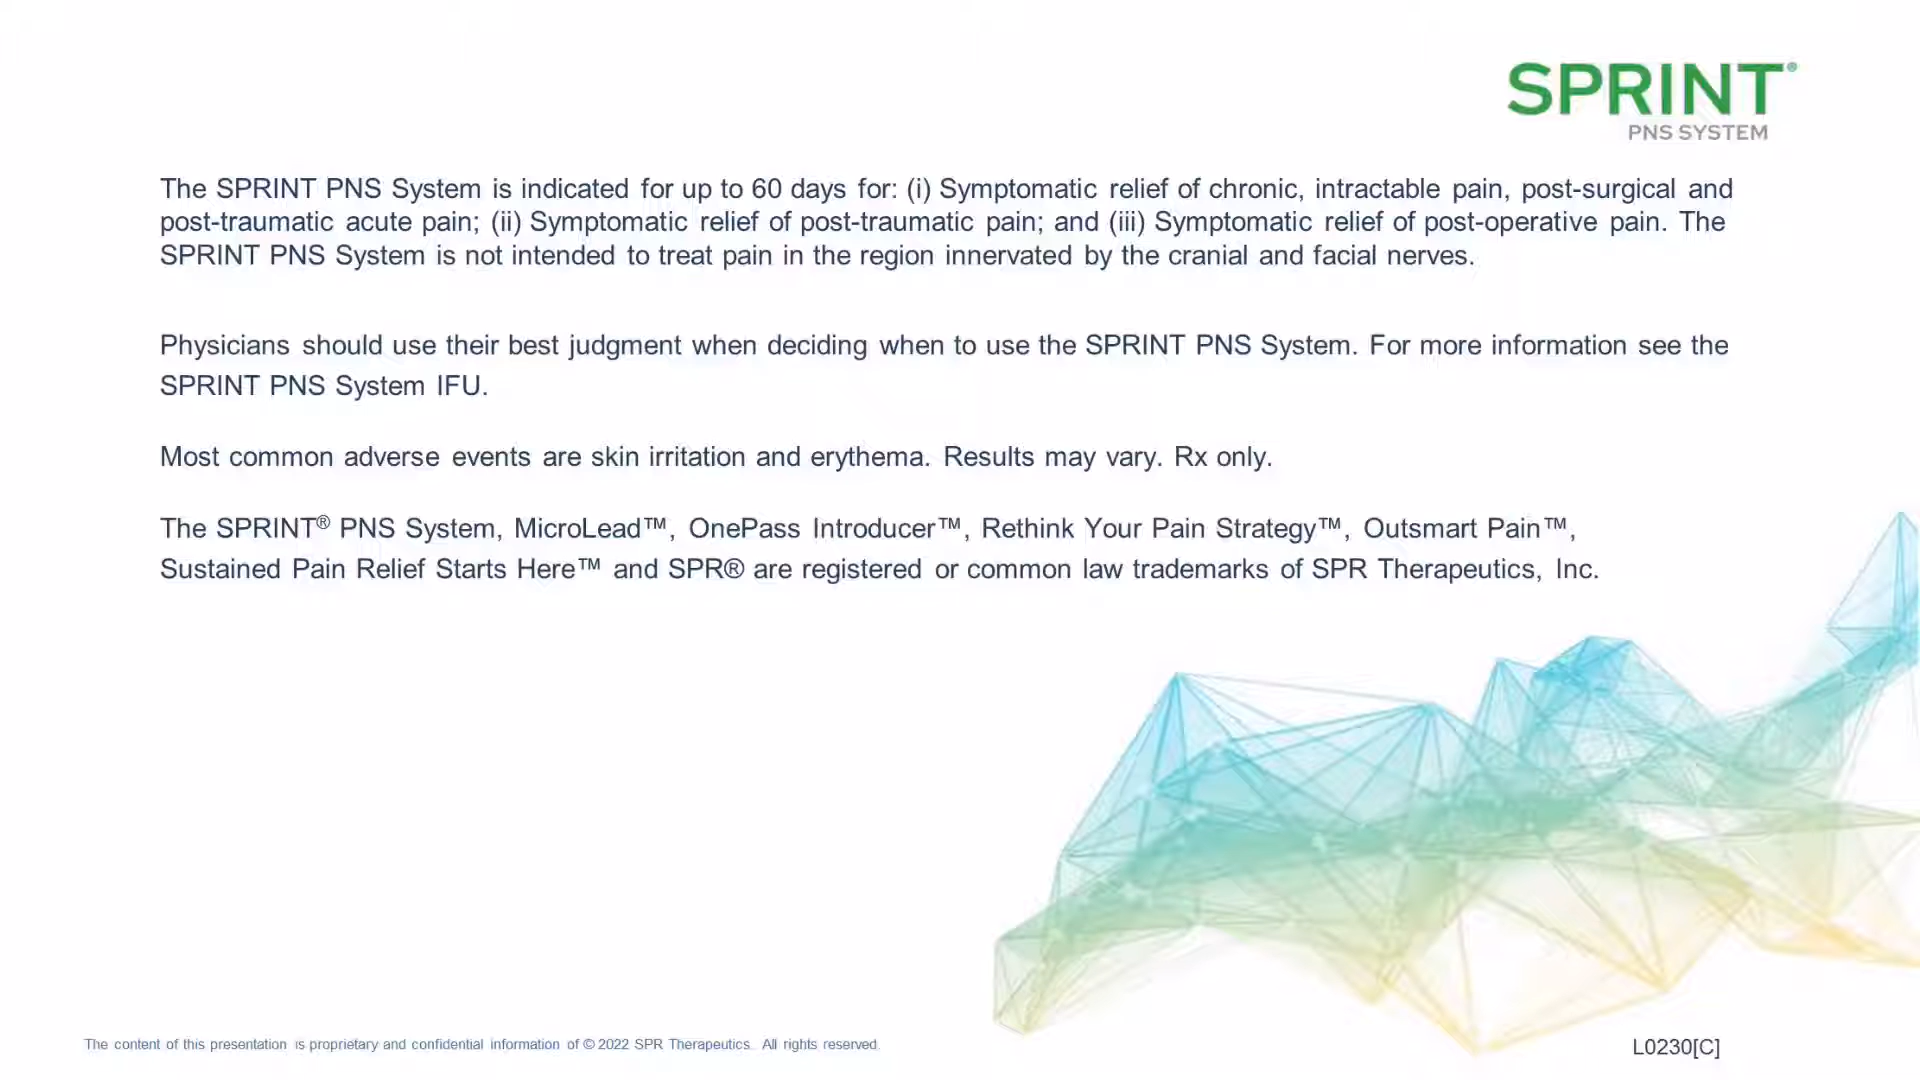 SPRINT®
PNS SYSTEM
The SPRINT PNS System is indicated for up to 60 days for: (i) Symptomatic relief of chronic, intractable pain, post-surgical and
post-traumatic acute pain; (ii) Symptomatic relief of post-traumatic pain; and (iii) Symptomatic relief of post-operative pain. The
SPRINT PNS System is not intended to treat pain in the region innervated by the cranial and facial nerves.
Physicians should use their best judgment when deciding when to use the SPRINT PNS System. For more information see the
SPRINT PNS System IFU.
Most common adverse events are skin irritation and erythema. Results may vary. Rx only.
The SPRINT® PNS System, MicroLead™, OnePass Introducer™, Rethink Your Pain Strategy™, Outsmart Pain™,
Sustained Pain Relief Starts Here™ and SPR® are registered or common law trademarks of SPR Therapeutics, Inc.
The content of this presentation is proprietary and confidential information of © 2022 SPR Therapeutics. All rights reserved.
L0230[C]